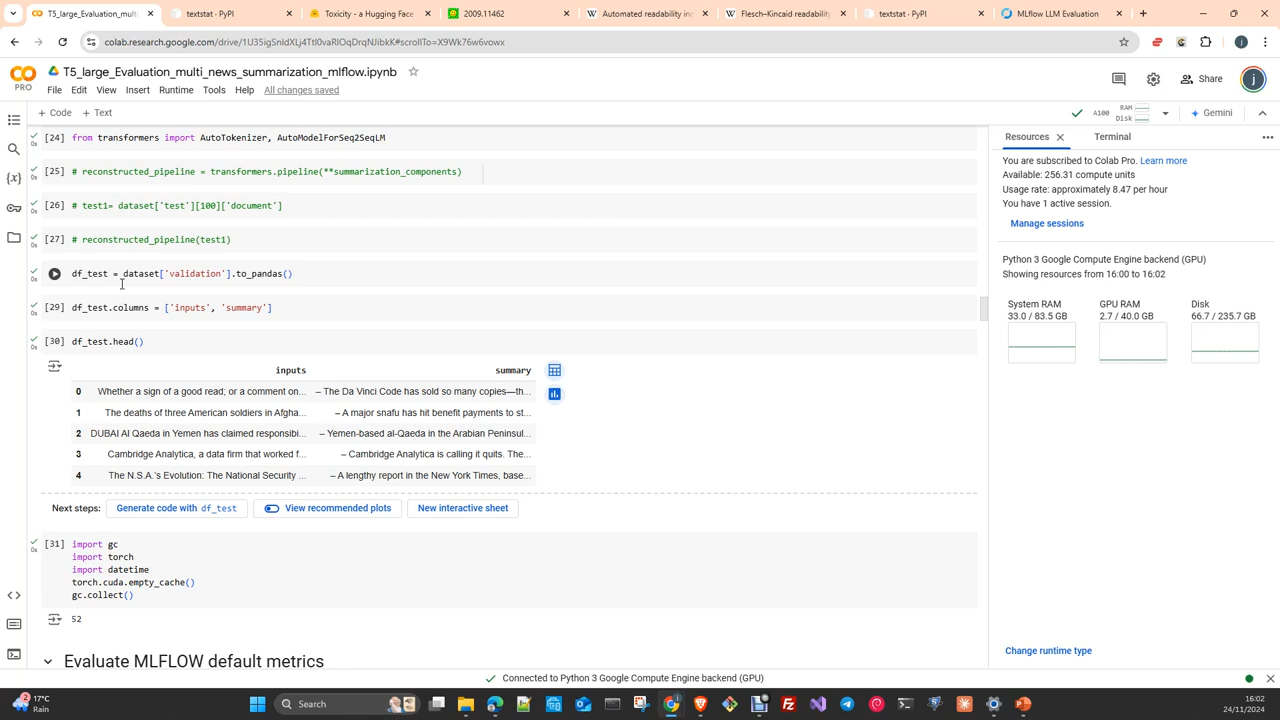 T5_large_Evaluation_multi_ne
textstat · PyPI
Toxicity - a Hugging Face
2009.11462
Automated readability ind
Flesch–Kincaid readability
textstat · PyPI
MLflow LLM Evaluation
colab.research.google.com/drive/1U35igSnldXLj4Ttl0vaRlOqDrqNJibkK#scrollTo=X9Wk76w6vowx
PRO
T5_large_Evaluation_multi_news_summarization_mlflow.ipynb
File Edit View Insert Runtime Tools Help All changes saved
Share
+ Code + Text
A100 RAM Disk
Gemini
[24] from transformers import AutoTokenizer, AutoModelForSeq2SeqLM
0s
[25] # reconstructed_pipeline = transformers.pipeline(**summarization_components)
0s
[26] # test1= dataset['test'][100]['document']
0s
[27] # reconstructed_pipeline(test1)
0s
df_test = dataset['validation'].to_pandas()
0s
[29] df_test.columns = ['inputs', 'summary']
0s
[30] df_test.head()
0s
inputs summary
0 Whether a sign of a good read; or a comment on... – The Da Vinci Code has sold so many copies—th...
1 The deaths of three American soldiers in Afgha... – A major snafu has hit benefit payments to st...
2 DUBAI Al Qaeda in Yemen has claimed responsibi... – Yemen-based al-Qaeda in the Arabian Peninsul...
3 Cambridge Analytica, a data firm that worked f... – Cambridge Analytica is calling it quits. The...
4 The N.S.A.'s Evolution: The National Security ... – A lengthy report in the New York Times, base...
Next steps: Generate code with df_test View recommended plots New interactive sheet
[31] import gc
0s
import torch
import datetime
torch.cuda.empty_cache()
gc.collect()
52
Evaluate MLFLOW default metrics
Resources
Terminal
You are subscribed to Colab Pro. Learn more
Available: 256.31 compute units
Usage rate: approximately 8.47 per hour
You have 1 active session.
Manage sessions
Python 3 Google Compute Engine backend (GPU)
Showing resources from 16:00 to 16:02
System RAM GPU RAM Disk
33.0 / 83.5 GB 2.7 / 40.0 GB 66.7 / 235.7 GB
Change runtime type
Connected to Python 3 Google Compute Engine backend (GPU)
17°C
Rain
Search
16:02
24/11/2024